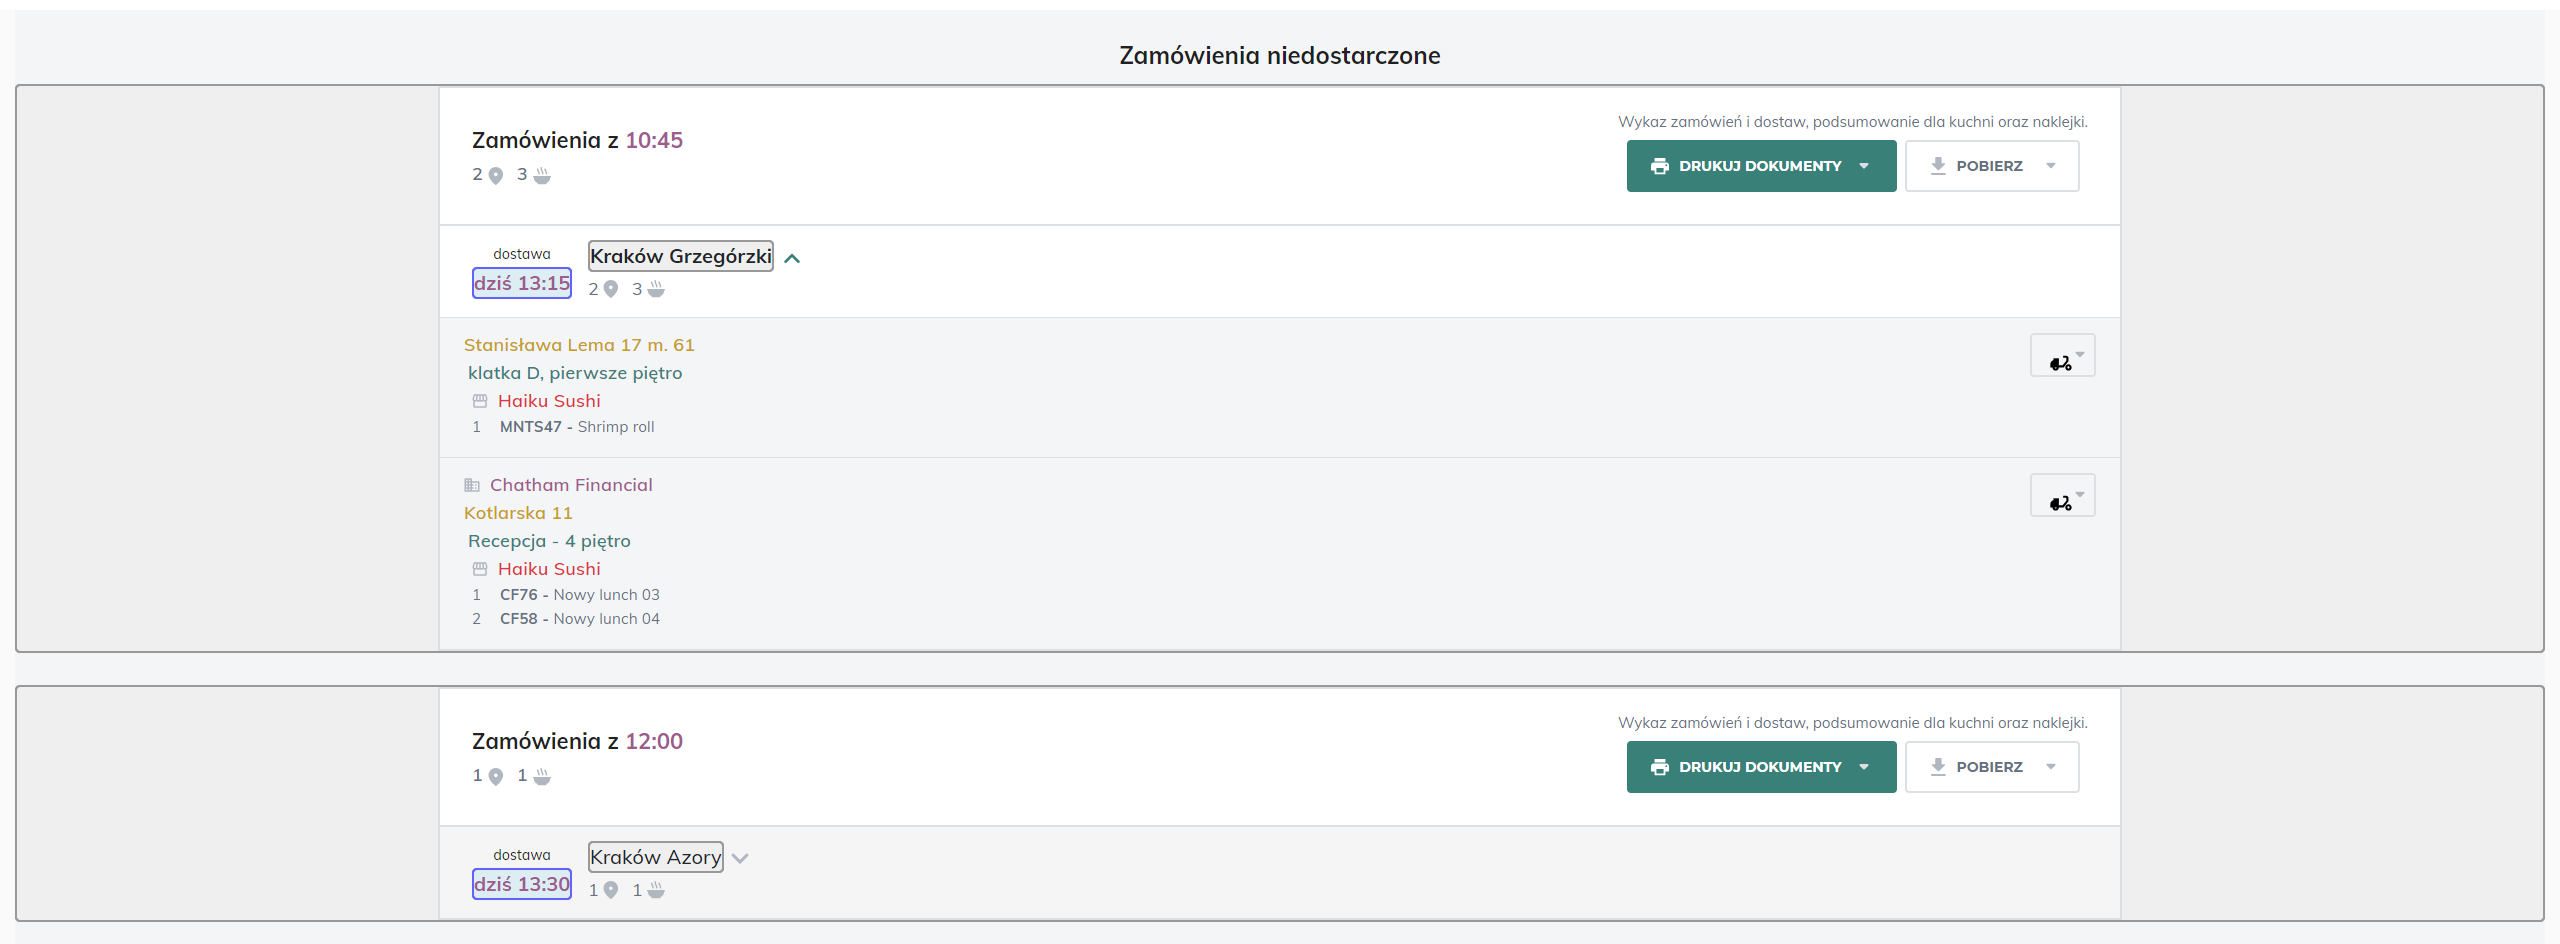 Zamówienia niedostarczone
Zamówienia z 10:45
2 3
Wykaz zamówień i dostaw, podsumowanie dla kuchni oraz naklejki.
DRUKUJ DOKUMENTY
POBIERZ
dostawa
dziś 13:15
Kraków Grzegórzki
2 3
Stanisława Lema 17 m. 61
klatka D, pierwsze piętro
Haiku Sushi
1 MNTS47 - Shrimp roll
Chatham Financial
Kotlarska 11
Recepcja - 4 piętro
Haiku Sushi
1 CF76 - Nowy lunch 03
2 CF58 - Nowy lunch 04
Zamówienia z 12:00
1 1
Wykaz zamówień i dostaw, podsumowanie dla kuchni oraz naklejki.
DRUKUJ DOKUMENTY
POBIERZ
dostawa
dziś 13:30
Kraków Azory
1 1